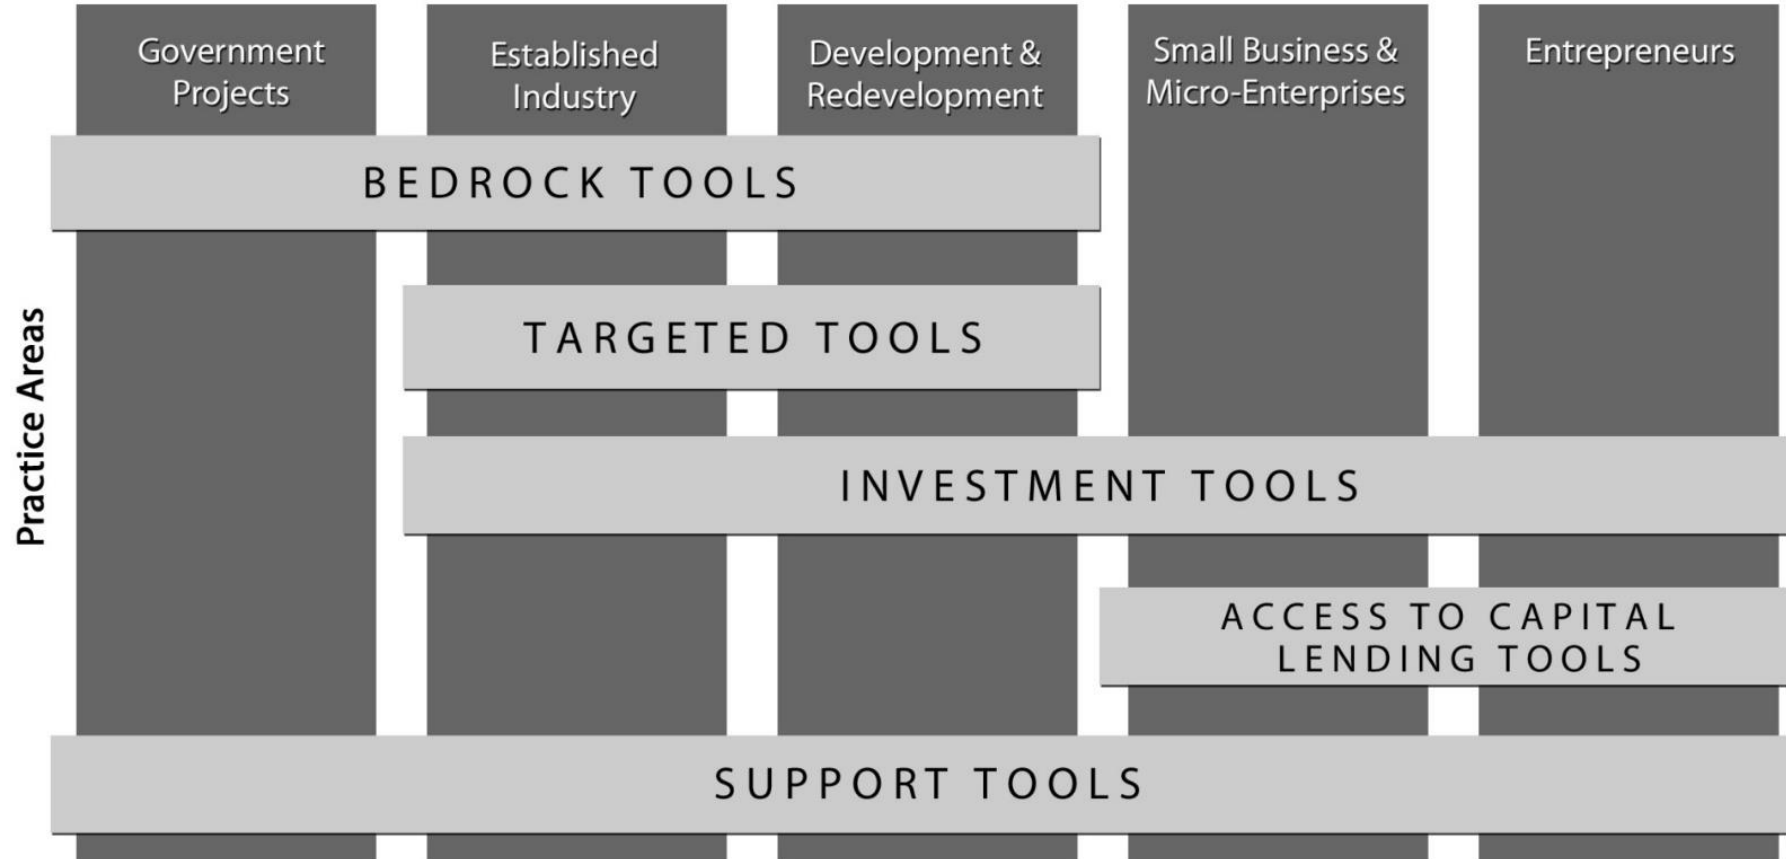 Government
Projects
Established
Industry
Development &
Redevelopment
Small Business &
Micro-Enterprises
Entrepreneurs
BEDROCK TOOLS
TARGETED TOOLS
Practice Areas
INVESTMENT TOOLS
ACCESS TO CAPITAL
LENDING TOOLS
SUPPORT TOOLS